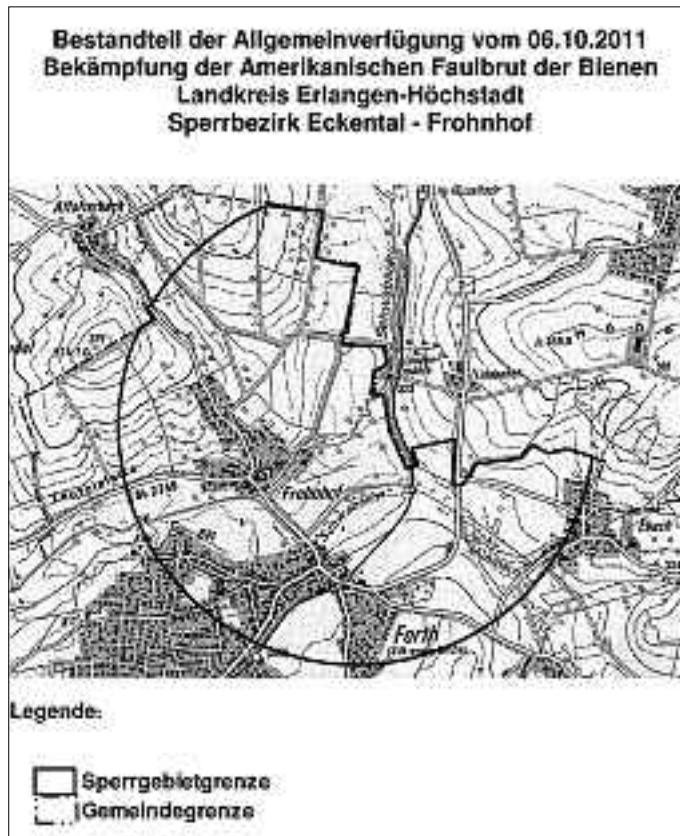 Bestandteil der Allgemeinverfügung vom 06.10.2011
Bekämpfung der Amerikanischen Faulbrut der Bienen
Landkreis Erlangen-Höchstadt
Sperrbezirk Eckental - Frohnhof
Frohnhof
Forth
Legende:
Sperrgebietgrenze
Gemeindegrenze